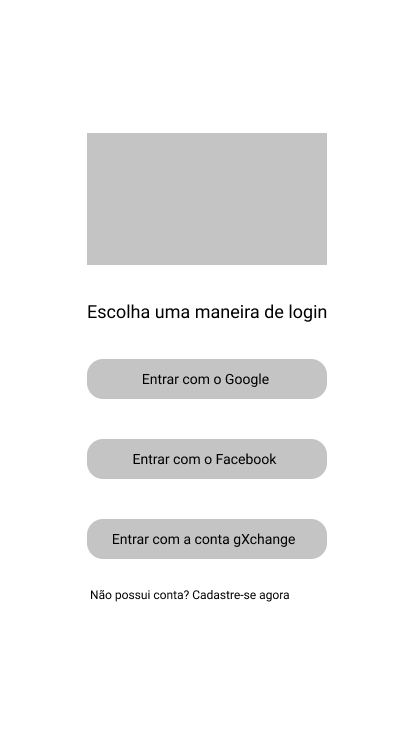 Escolha uma maneira de login
Entrar com o Google
Entrar com o Facebook
Entrar com a conta gXchange
Não possui conta? Cadastre-se agora